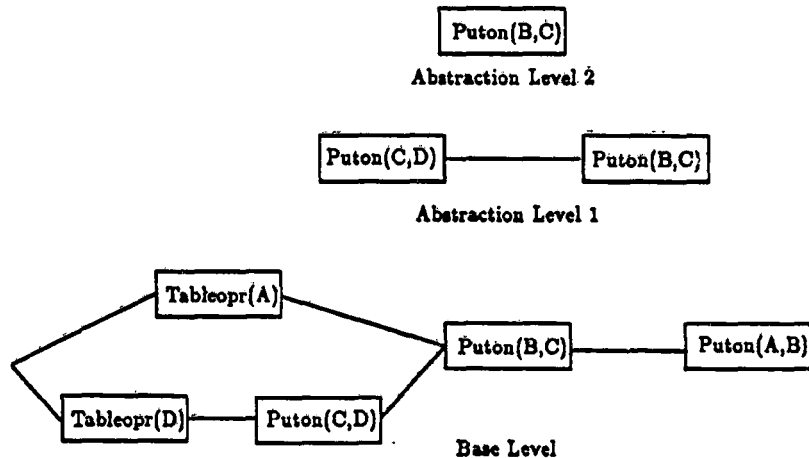 Puton(B,C)
Abstraction Level 2
Puton(C,D)
Puton(B,C)
Abstraction Level 1
Tableopr(A)
Puton(B,C)
Puton(A,B)
Tableopr(D)
Puton(C,D)
Base Level